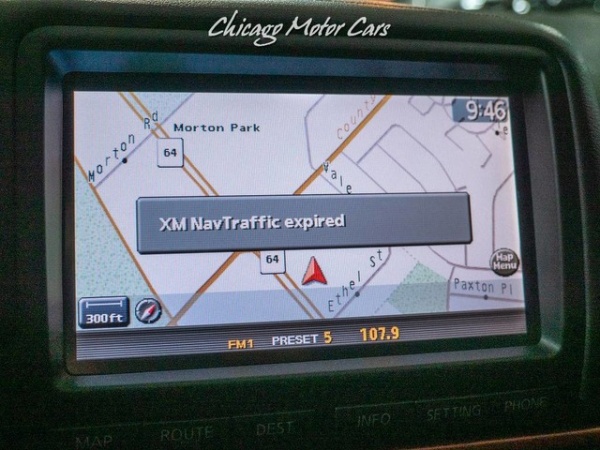 Chicago Motor Cars
9:46
Morton Park
Morton Rd
64
County
vale
e
XM NavTraffic expired
64
Ethel St
Map Menu
Paxton Pl
300ft
FM1 PRESET 5 107.9
MAP ROUTE DEST INFO SETTING PHONE